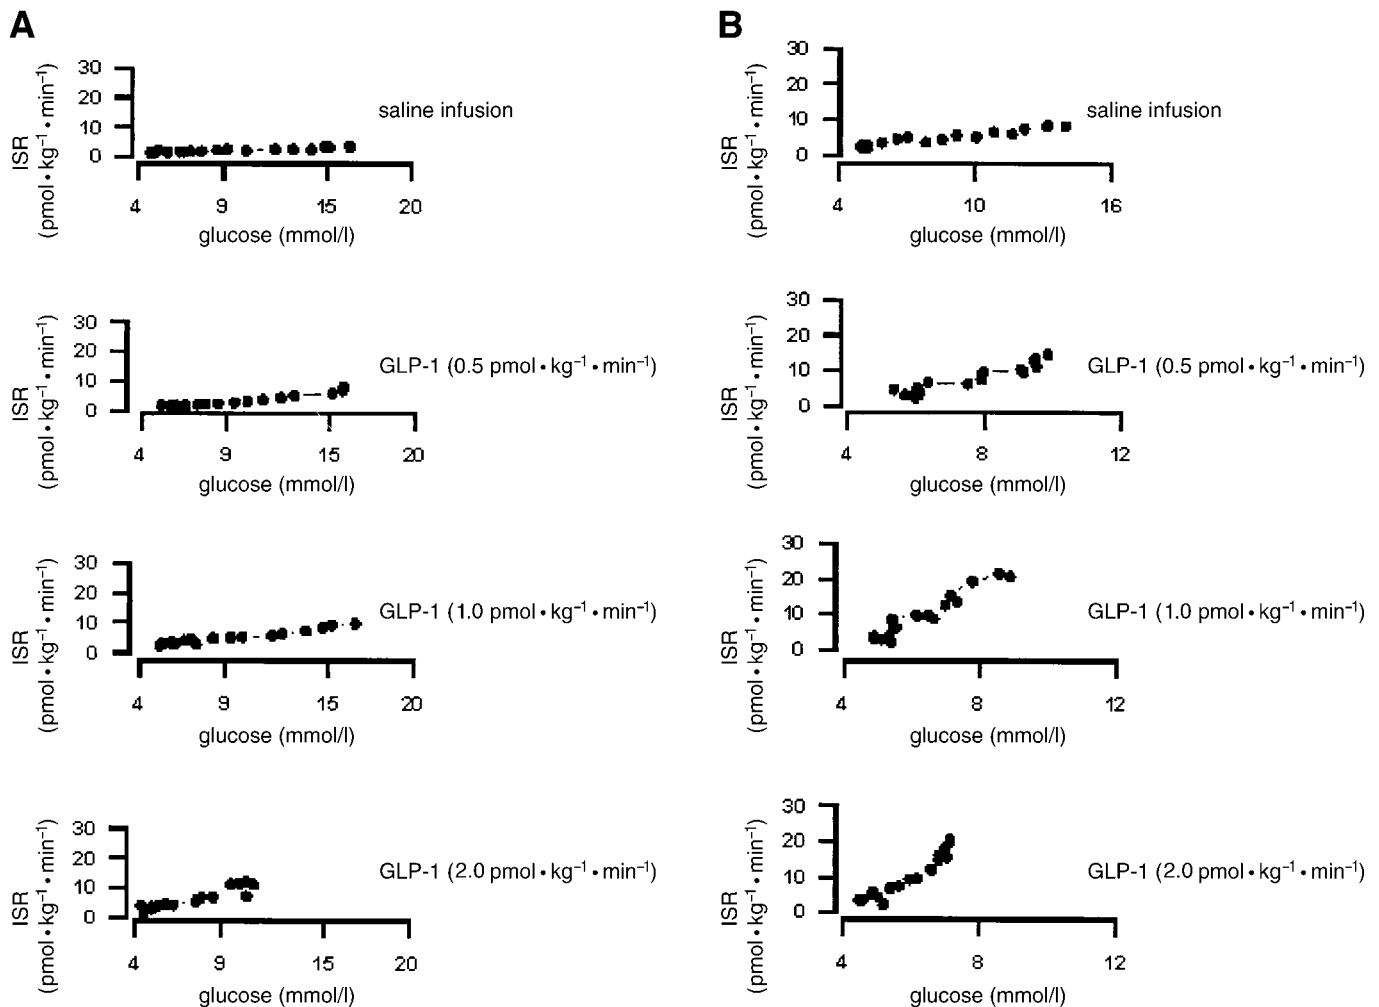 A
30
20
10
0
ISR
(pmol•kg⁻¹•min⁻¹)
saline infusion
4 9 15 20
glucose (mmol/l)
30
20
10
0
ISR
(pmol•kg⁻¹•min⁻¹)
GLP-1 (0.5 pmol•kg⁻¹•min⁻¹)
4 9 15 20
glucose (mmol/l)
30
20
10
0
ISR
(pmol•kg⁻¹•min⁻¹)
GLP-1 (1.0 pmol•kg⁻¹•min⁻¹)
4 9 15 20
glucose (mmol/l)
30
20
10
0
ISR
(pmol•kg⁻¹•min⁻¹)
GLP-1 (2.0 pmol•kg⁻¹•min⁻¹)
4 9 15 20
glucose (mmol/l)
B
30
20
10
0
ISR
(pmol•kg⁻¹•min⁻¹)
saline infusion
4 10 16
glucose (mmol/l)
30
20
10
0
ISR
(pmol•kg⁻¹•min⁻¹)
GLP-1 (0.5 pmol•kg⁻¹•min⁻¹)
4 8 12
glucose (mmol/l)
30
20
10
0
ISR
(pmol•kg⁻¹•min⁻¹)
GLP-1 (1.0 pmol•kg⁻¹•min⁻¹)
4 8 12
glucose (mmol/l)
30
20
10
0
ISR
(pmol•kg⁻¹•min⁻¹)
GLP-1 (2.0 pmol•kg⁻¹•min⁻¹)
4 8 12
glucose (mmol/l)